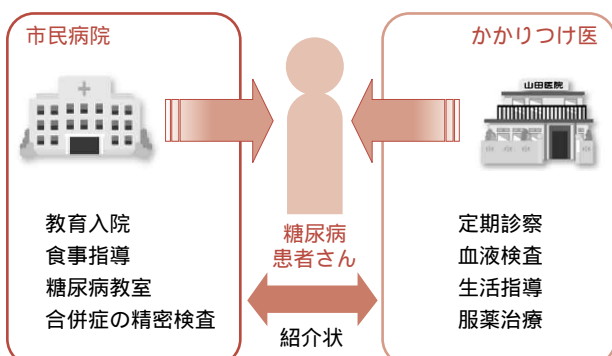 市民病院
かかりつけ医
山田医院
糖尿病
患者さん
教育入院
食事指導
糖尿病教室
合併症の精密検査
紹介状
定期診察
血液検査
生活指導
服薬治療